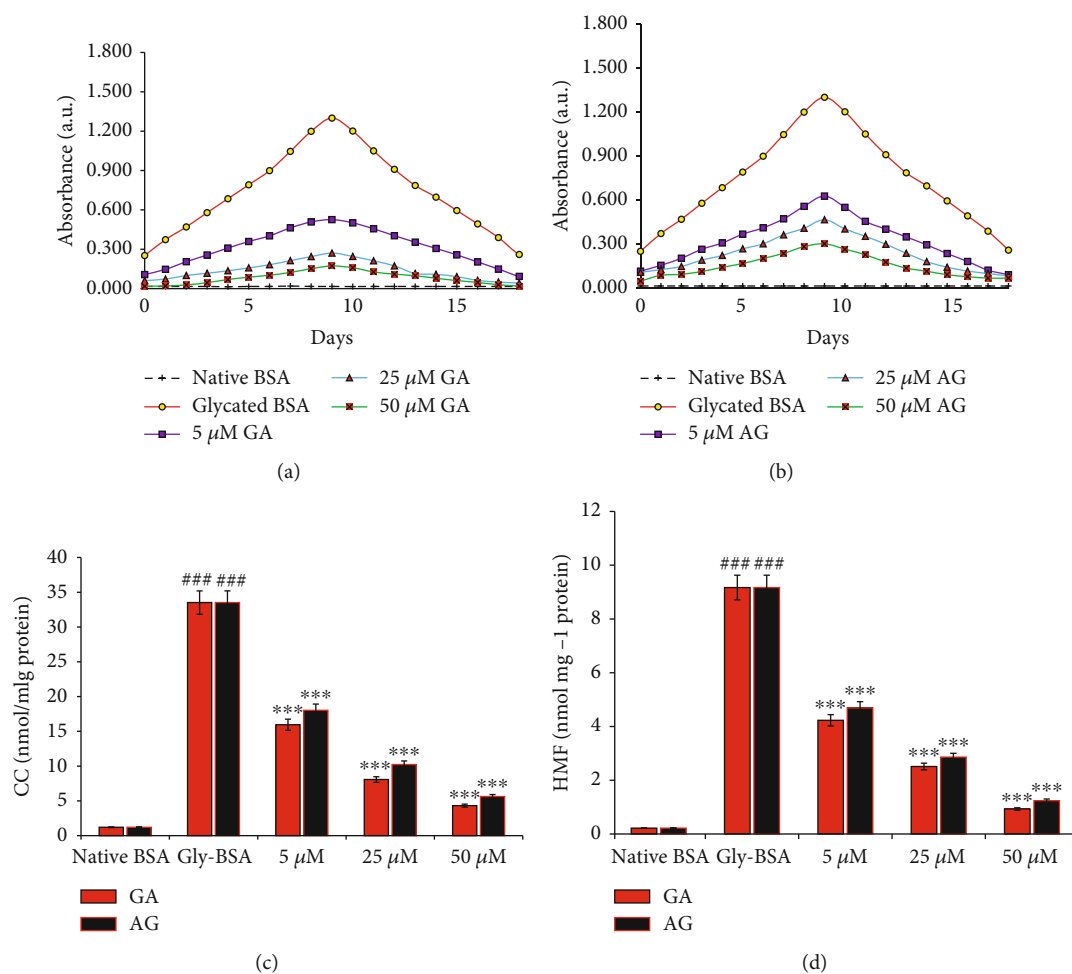 1.800
1.500
1.200
0.900
0.600
0.300
0.000
Absorbance (a.u.)
0 5 10 15
Days
Native BSA
Glycated BSA
5 μM GA
25 μM GA
50 μM GA
(a)
1.800
1.500
1.200
0.900
0.600
0.300
0.000
Absorbance (a.u.)
0 5 10 15
Days
Native BSA
Glycated BSA
5 μM AG
25 μM AG
50 μM AG
(b)
40
35
30
25
20
15
10
5
0
CC (nmol/mlg protein)
### ###
*** ***
*** ***
*** ***
Native BSA Gly-BSA 5 μM 25 μM 50 μM
GA
AG
(c)
12
10
8
6
4
2
0
HMF (nmol mg –1 protein)
### ###
*** ***
*** ***
*** ***
Native BSA Gly-BSA 5 μM 25 μM 50 μM
GA
AG
(d)